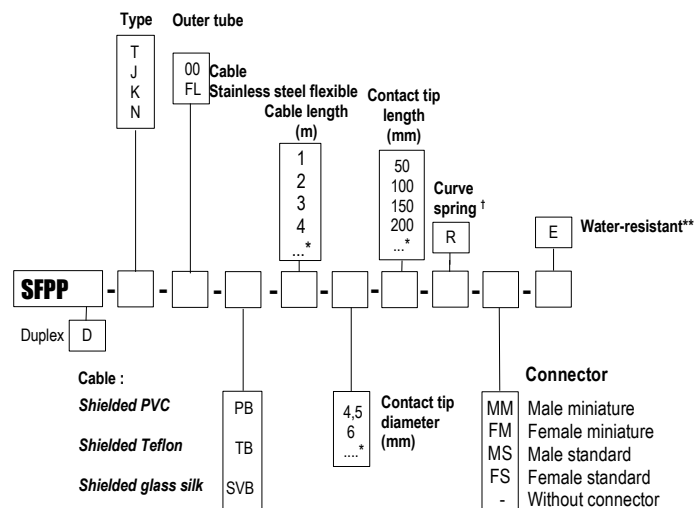 Type
Outer tube
T
J
K
N
00 Cable
FL Stainless steel flexible
Cable length
(m)
1
2
3
4
...*
Contact tip
length
(mm)
50
100
150
200
...*
Curve
spring †
R
E
Water-resistant**
SFPP - - - - - - - - -
Duplex D
Cable :
Shielded PVC PB
Shielded Teflon TB
Shielded glass silk SVB
4,5
6
....*
Contact tip
diameter
(mm)
Connector
MM Male miniature
FM Female miniature
MS Male standard
FS Female standard
- Without connector